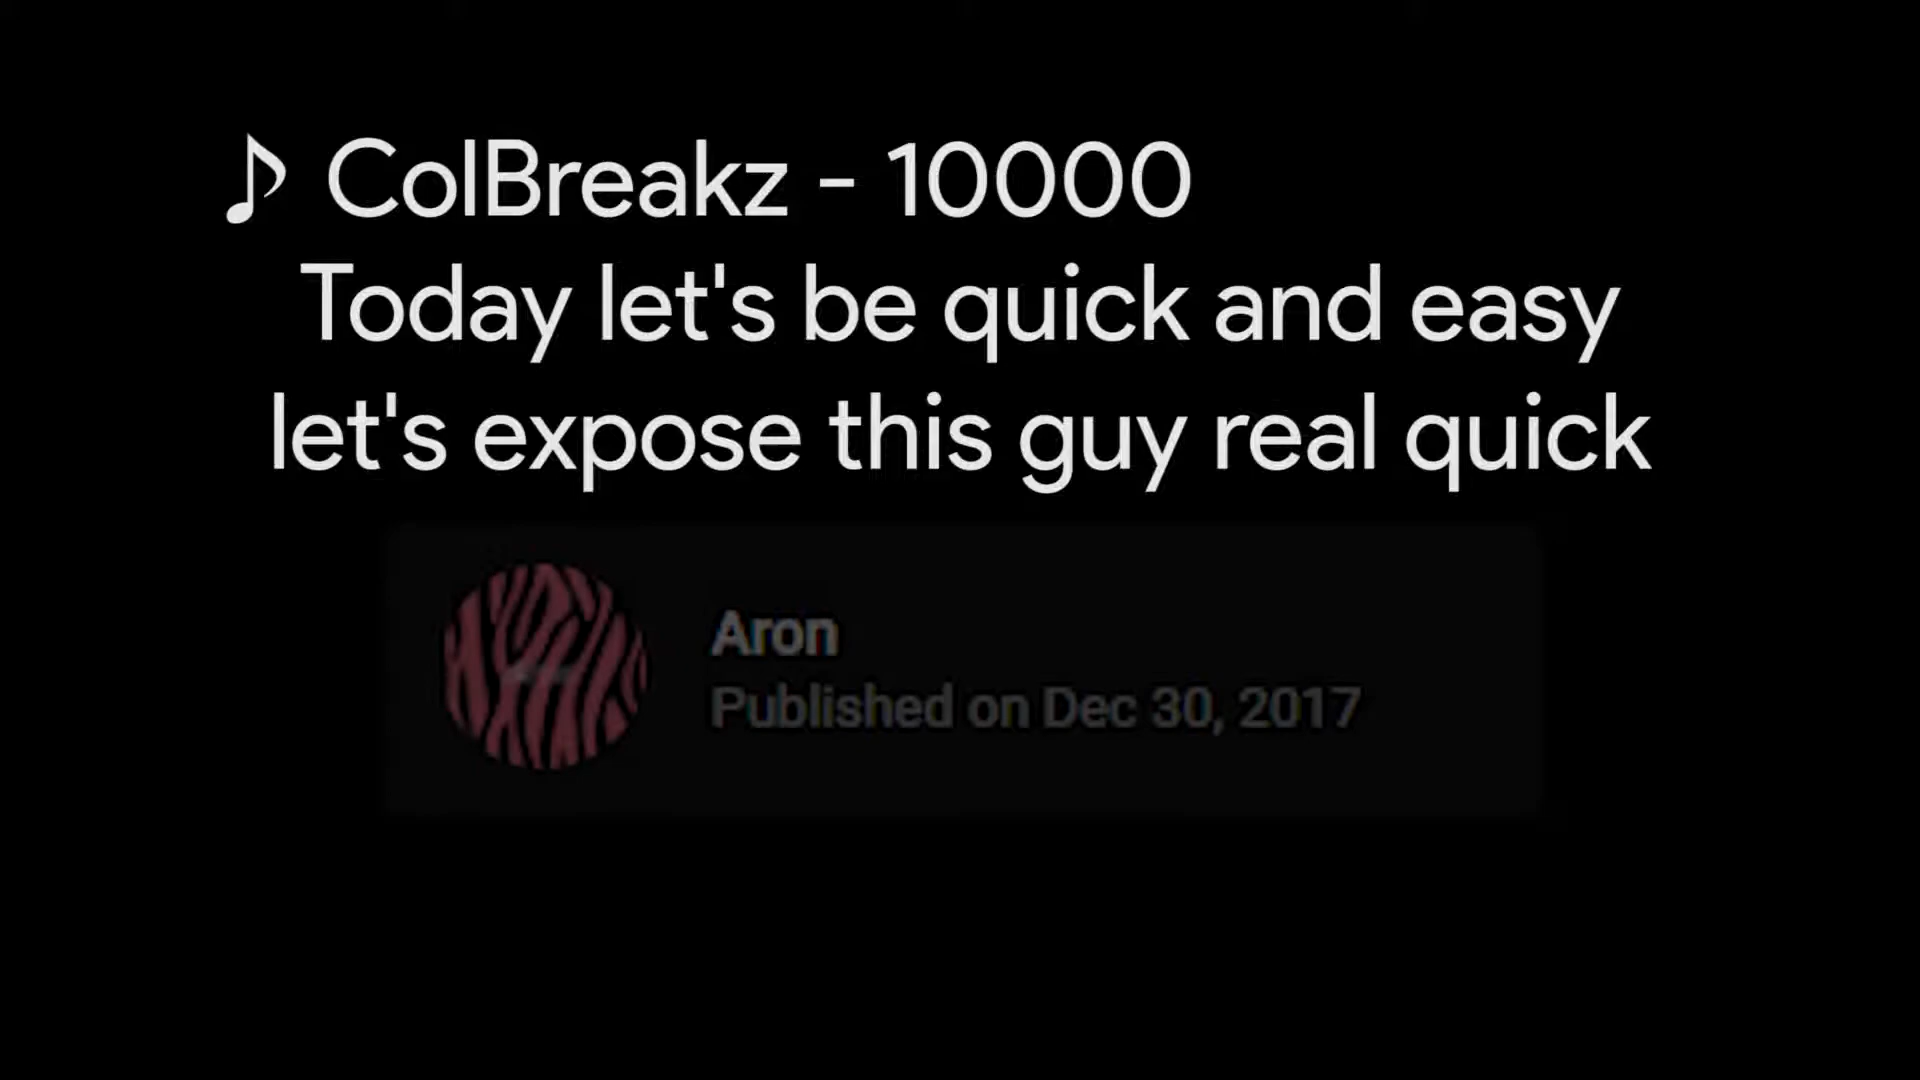 ♪ ColBreakz - 10000
Today let's be quick and easy
let's expose this guy real quick
Aron
Published on Dec 30, 2017